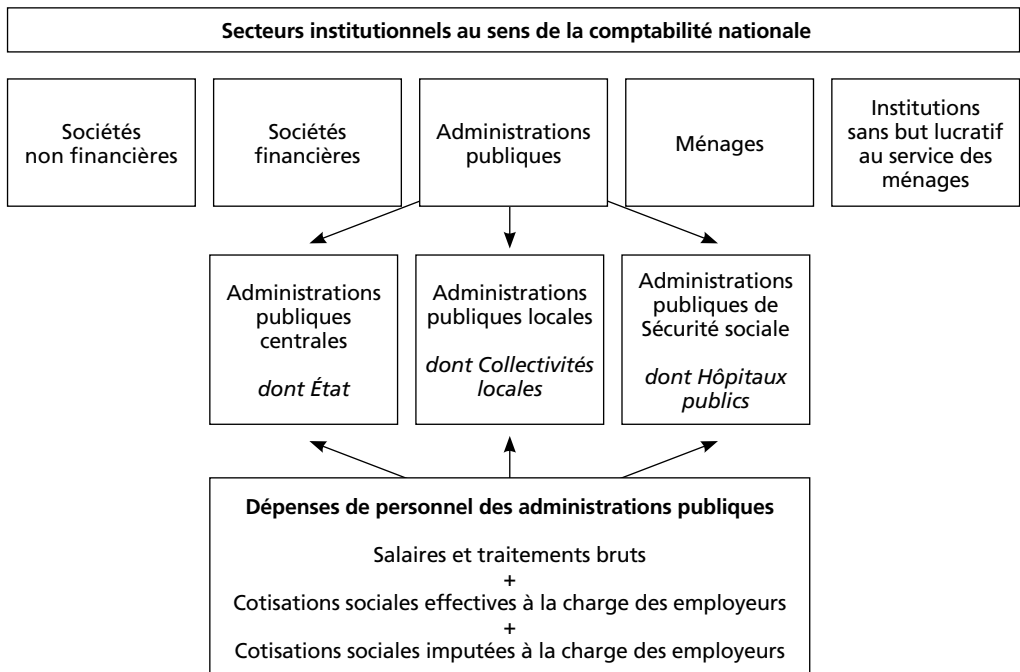 Secteurs institutionnels au sens de la comptabilité nationale
Sociétés
non financières
Sociétés
financières
Administrations
publiques
Ménages
Institutions
sans but lucratif
au service des
ménages
Administrations
publiques
centrales
dont État
Administrations
publiques locales
dont Collectivités
locales
Administrations
publiques de
Sécurité sociale
dont Hôpitaux
publics
Dépenses de personnel des administrations publiques
Salaires et traitements bruts
+
Cotisations sociales effectives à la charge des employeurs
+
Cotisations sociales imputées à la charge des employeurs